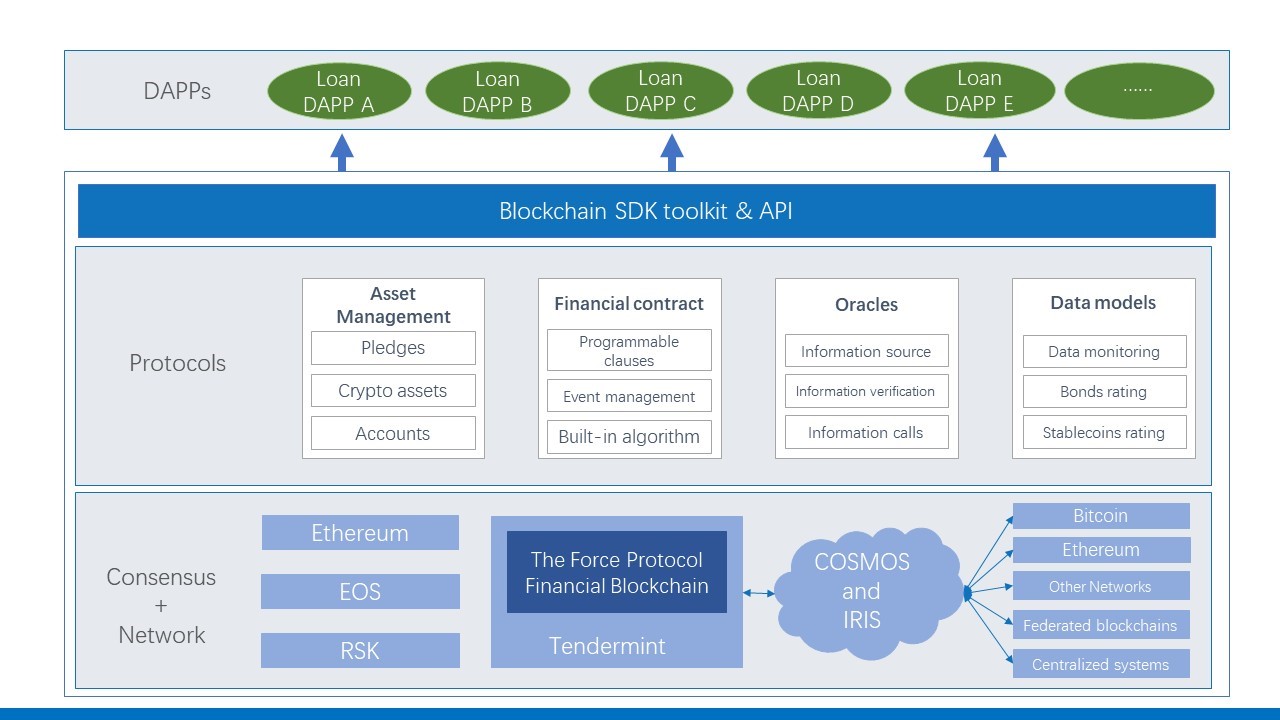 DAPPs
Loan
DAPP A
Loan
DAPP B
Loan
DAPP C
Loan
DAPP D
Loan
DAPP E
......
Blockchain SDK toolkit & API
Protocols
Asset
Management
Pledges
Crypto assets
Accounts
Financial contract
Programmable
clauses
Event management
Built-in algorithm
Oracles
Information source
Information verification
Information calls
Data models
Data monitoring
Bonds rating
Stablecoins rating
Consensus
+
Network
Ethereum
EOS
RSK
The Force Protocol
Financial Blockchain
Tendermint
COSMOS
and
IRIS
Bitcoin
Ethereum
Other Networks
Federated blockchains
Centralized systems